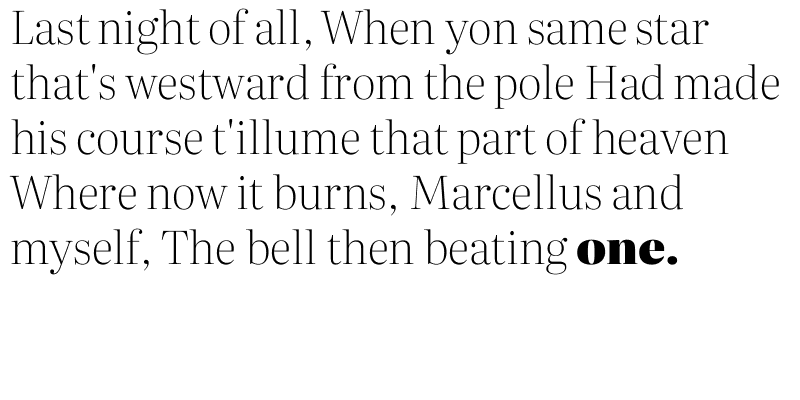 Last night of all, When yon same star
that's westward from the pole Had made
his course t'illume that part of heaven
Where now it burns, Marcellus and
myself, The bell then beating one.